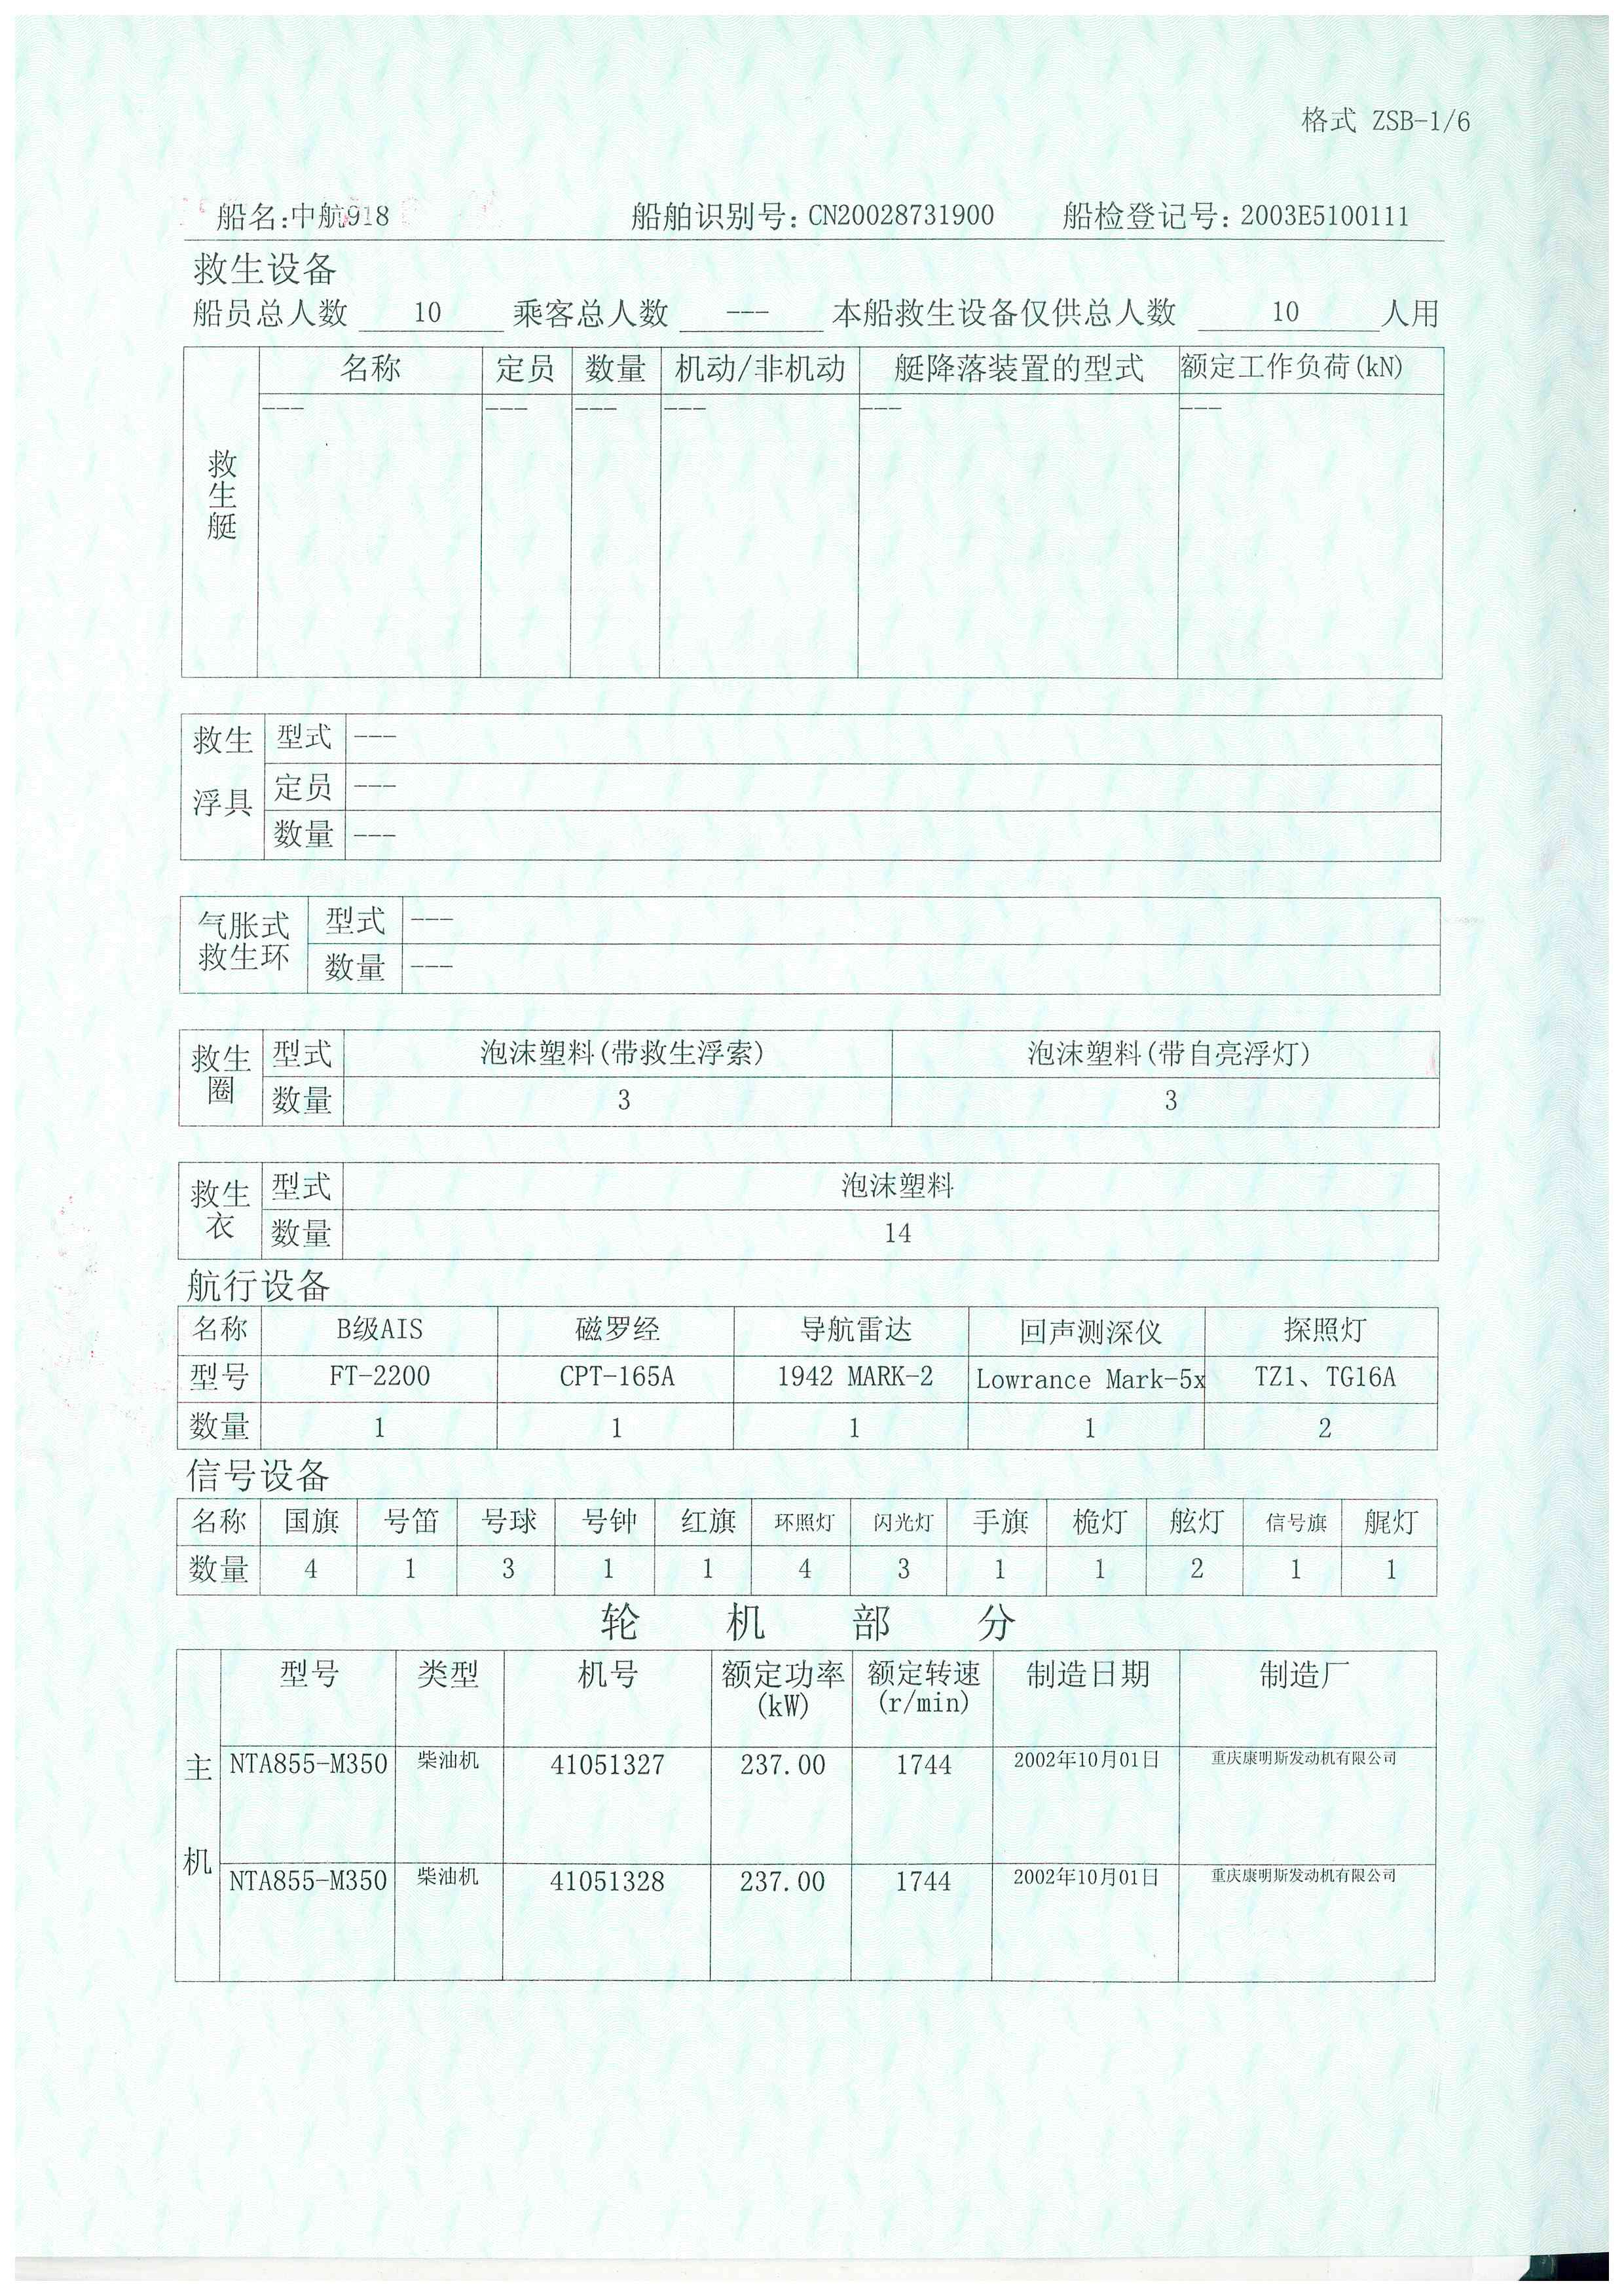 格式 ZSB-1/6
船名:中航918 船舶识别号: CN20028731900 船检登记号: 2003E5100111
救生设备
船员总人数 10 乘客总人数 --- 本船救生设备仅供总人数 10 人用
救生艇
名称 定员 数量 机动/非机动 艇降落装置的型式 额定工作负荷(kN)
--- --- --- --- --- ---
救生浮具
型式 ---
定员 ---
数量 ---
气胀式救生环
型式 ---
数量 ---
救生圈
型式 泡沫塑料(带救生浮索) 泡沫塑料(带自亮浮灯)
数量 3 3
救生衣
型式 泡沫塑料
数量 14
航行设备
名称 B级AIS 磁罗经 导航雷达 回声测深仪 探照灯
型号 FT-2200 CPT-165A 1942 MARK-2 Lowrance Mark-5x TZ1、TG16A
数量 1 1 1 1 2
信号设备
名称 国旗 号笛 号球 号钟 红旗 环照灯 闪光灯 手旗 桅灯 舷灯 信号旗 艉灯
数量 4 1 3 1 1 4 3 1 1 2 1 1
轮机部分
主机
型号 类型 机号 额定功率(kW) 额定转速(r/min) 制造日期 制造厂
NTA855-M350 柴油机 41051327 237.00 1744 2002年10月01日 重庆康明斯发动机有限公司
NTA855-M350 柴油机 41051328 237.00 1744 2002年10月01日 重庆康明斯发动机有限公司